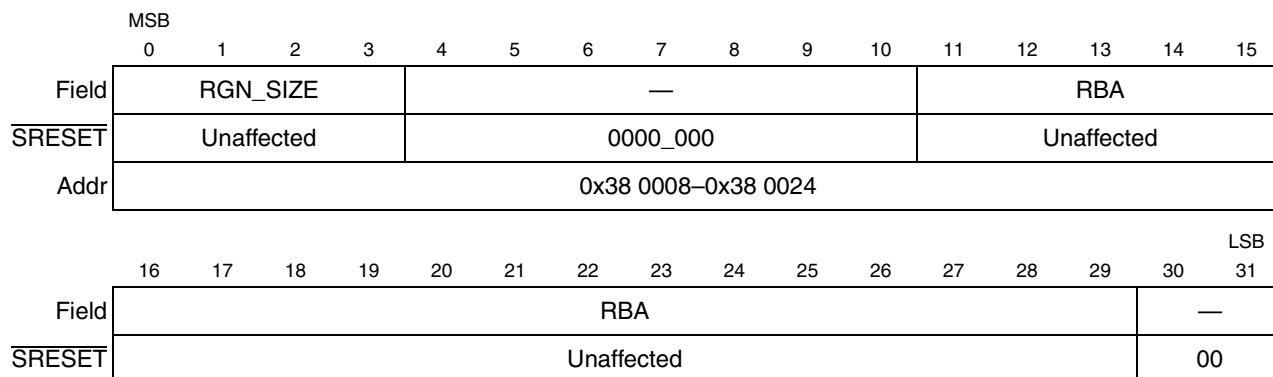 MSB
0 1 2 3 4 5 6 7 8 9 10 11 12 13 14 15
Field RGN_SIZE — RBA
SRESET Unaffected 0000_000 Unaffected
Addr 0x38 0008–0x38 0024
LSB
16 17 18 19 20 21 22 23 24 25 26 27 28 29 30 31
Field RBA —
SRESET Unaffected 00